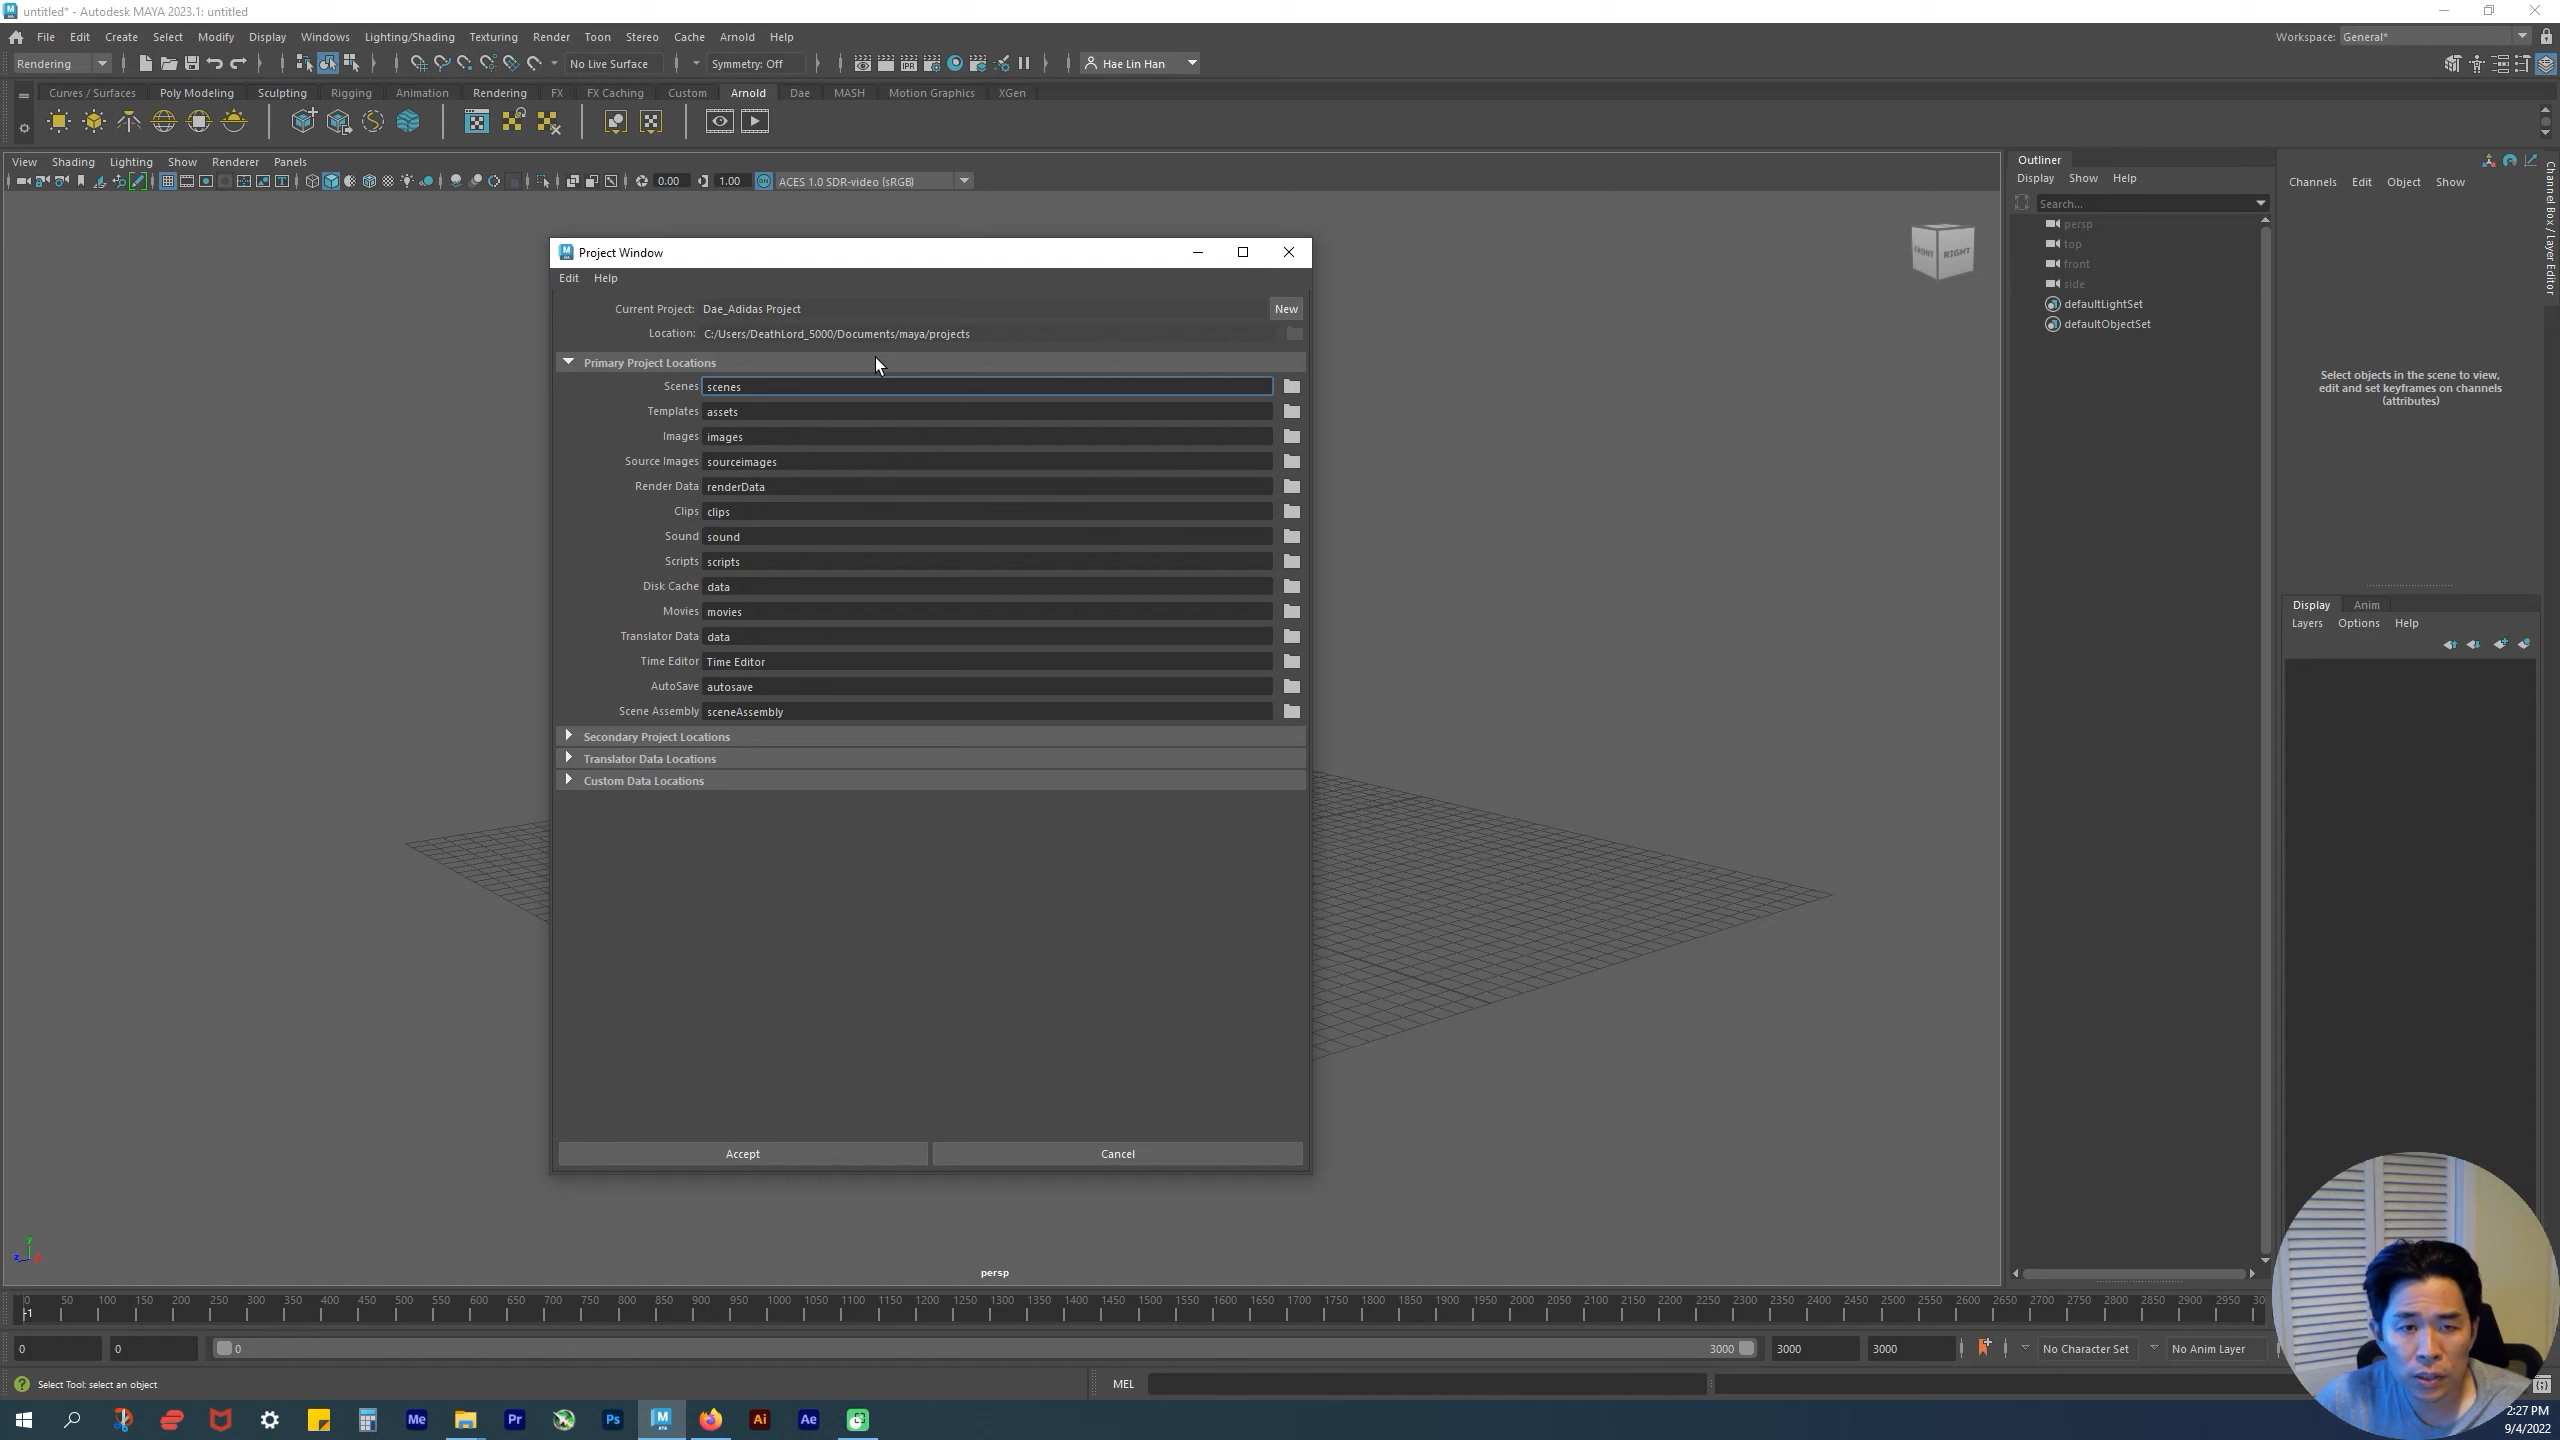 untitled* - Autodesk MAYA 2023.1: untitled
File Edit Create Select Modify Display Windows Lighting/Shading Texturing Render Toon Stereo Cache Arnold Help
Workspace: General*
Rendering No Live Surface Symmetry: Off IPR Hae Lin Han
Curves / Surfaces Poly Modeling Sculpting Rigging Animation Rendering FX FX Caching Custom Arnold Dae MASH Motion Graphics XGen
View Shading Lighting Show Renderer Panels
0.00 1.00 ACES 1.0 SDR-video (sRGB)
FRONT RIGHT
Project Window
Edit Help
Current Project: Dae_Adidas Project New
Location: C:/Users/DeathLord_5000/Documents/maya/projects
Primary Project Locations
Scenes scenes
Templates assets
Images images
Source Images sourceimages
Render Data renderData
Clips clips
Sound sound
Scripts scripts
Disk Cache data
Movies movies
Translator Data data
Time Editor Time Editor
AutoSave autosave
Scene Assembly sceneAssembly
Secondary Project Locations
Translator Data Locations
Custom Data Locations
Accept Cancel
Outliner
Display Show Help
Search...
persp
top
front
side
defaultLightSet
defaultObjectSet
Channels Edit Object Show
Channel Box / Layer Editor
Select objects in the scene to view,
edit and set keyframes on channels
(attributes)
Display Anim
Layers Options Help
persp
0 50 100 150 200 250 300 350 400 450 500 550 600 650 700 750 800 850 900 950 1000 1050 1100 1150 1200 1250 1300 1350 1400 1450 1500 1550 1600 1650 1700 1750 1800 1850 1900 1950 2000 2050 2100 2150 2200 2250 2300 2350 2400 2450 2500 2550 2600 2650 2700 2750 2800 2850 2900 2950
-1
0 0 0 3000 3000 3000 No Character Set No Anim Layer
Select Tool: select an object
MEL
Me Pr Ps M Ai Ae
2:27 PM
9/4/2022